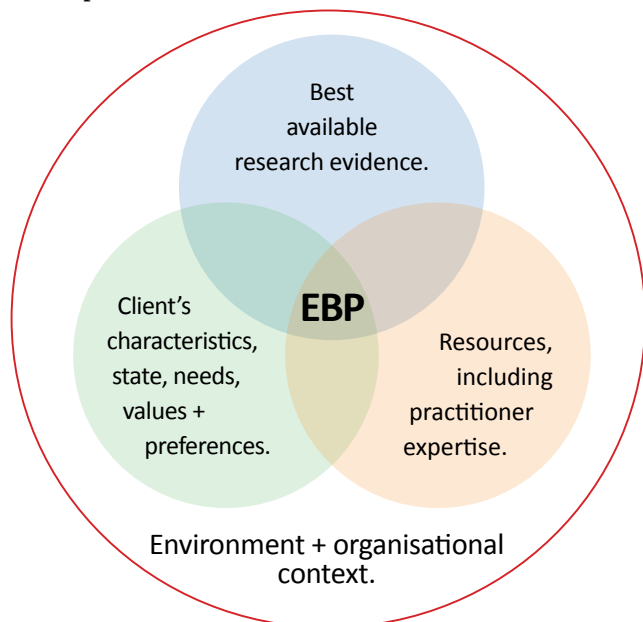 Best
available
research evidence.
EBP
Client's
characteristics,
state, needs,
values +
preferences.
Resources,
including
practitioner
expertise.
Environment + organisational
context.